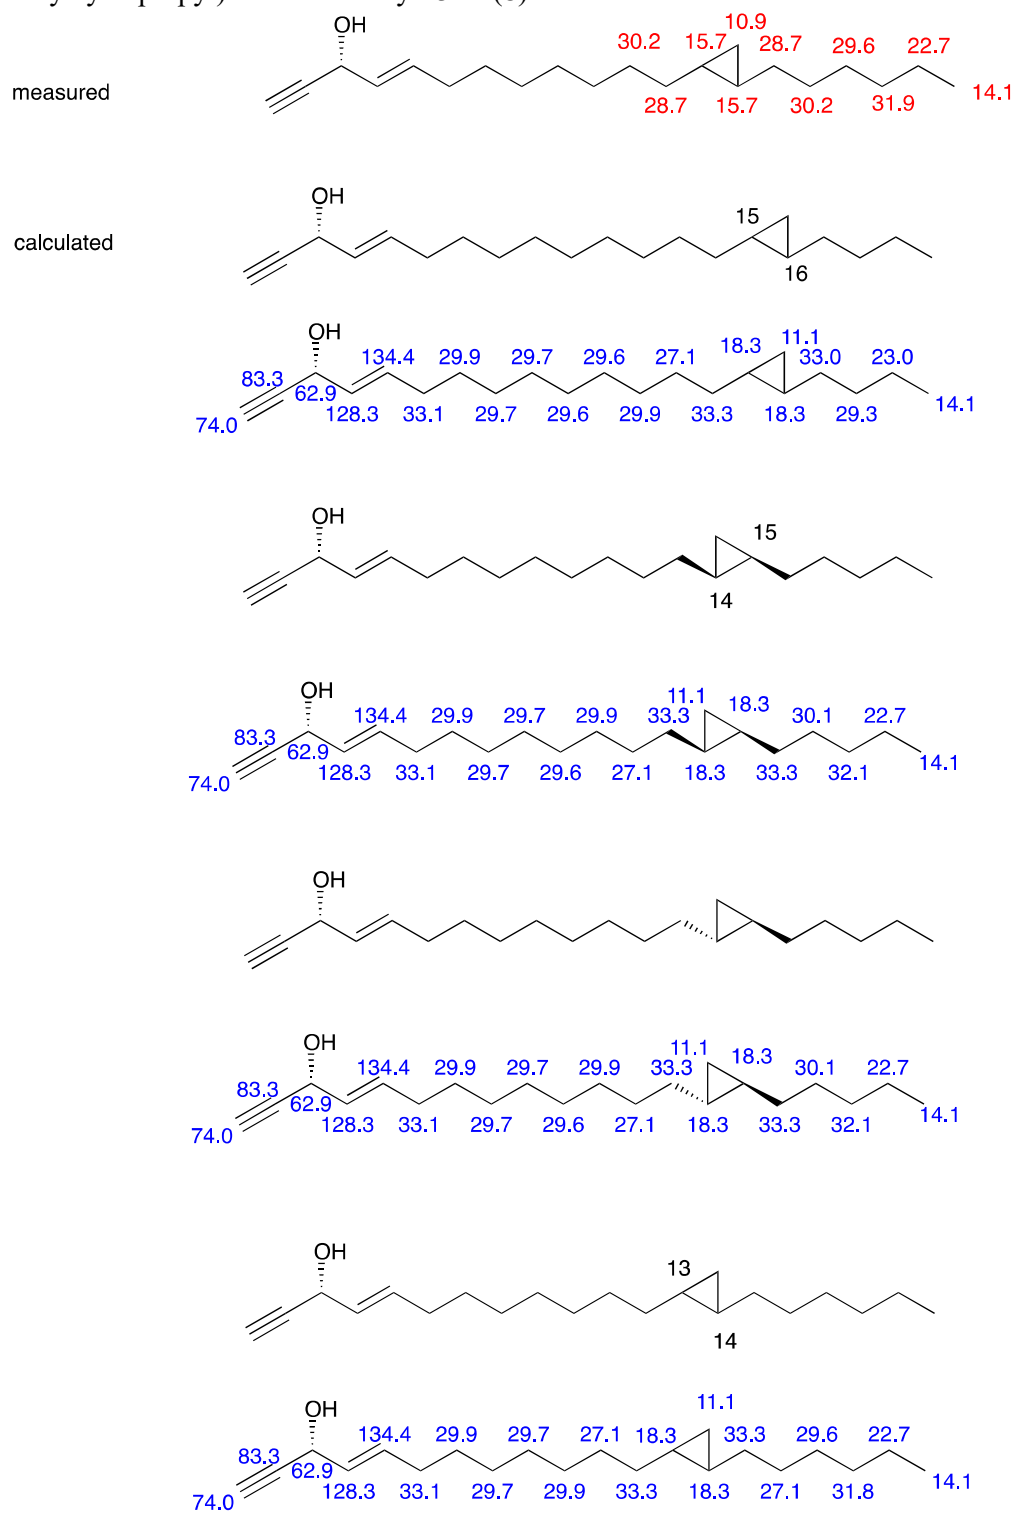 OH
10.9
30.2 15.7 28.7 29.6 22.7
measured
28.7 15.7 30.2 31.9 14.1
OH
15
calculated
16
OH
83.3 134.4 29.9 29.7 29.6 27.1 18.3 11.1 33.0 23.0
74.0 62.9 128.3 33.1 29.7 29.6 29.9 33.3 18.3 29.3 14.1
OH
15
14
OH
83.3 134.4 29.9 29.7 29.9 33.3 11.1 18.3 30.1 22.7
74.0 62.9 128.3 33.1 29.7 29.6 27.1 18.3 33.3 32.1 14.1
OH
OH
83.3 134.4 29.9 29.7 29.9 33.3 11.1 18.3 30.1 22.7
74.0 62.9 128.3 33.1 29.7 29.6 27.1 18.3 33.3 32.1 14.1
OH
13
14
OH
11.1
83.3 134.4 29.9 29.7 27.1 18.3 33.3 29.6 22.7
74.0 62.9 128.3 33.1 29.7 29.9 33.3 18.3 27.1 31.8 14.1